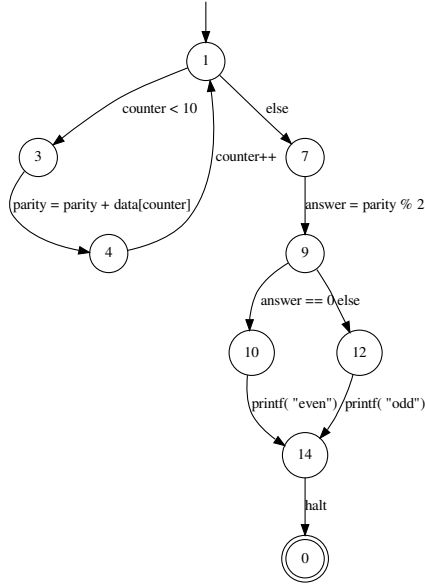 1
counter < 10
else
3
7
counter++
parity = parity + data[counter]
answer = parity % 2
4
9
answer == 0
else
10
12
printf( "even")
printf( "odd")
14
halt
0